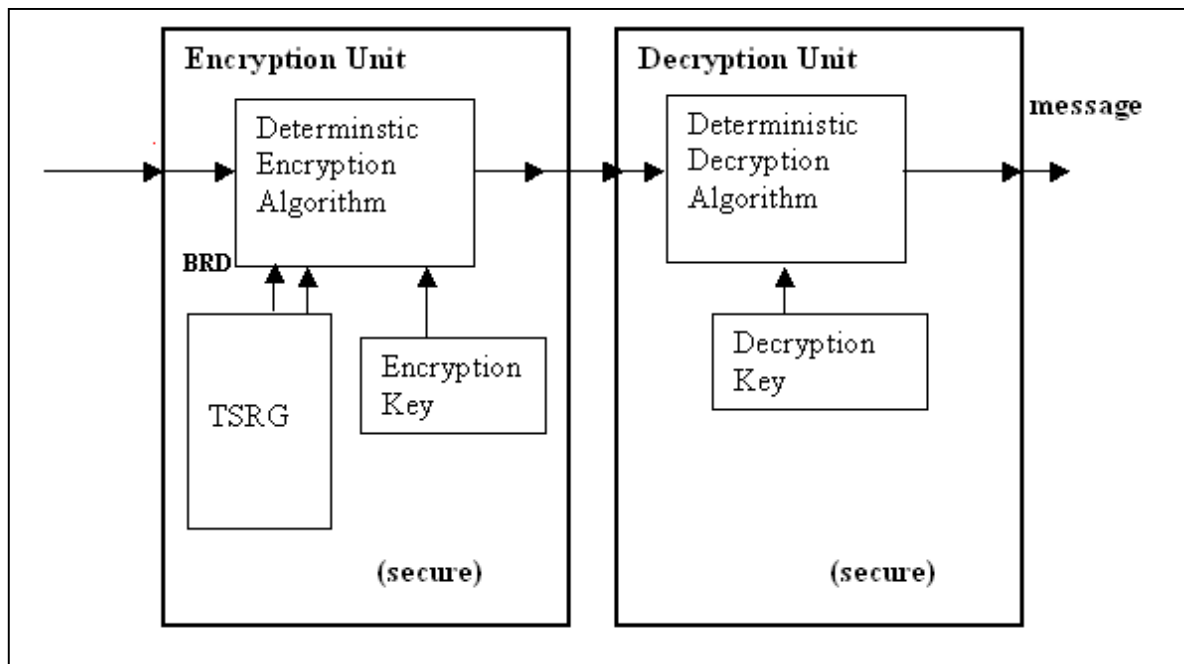 Encryption Unit
Determinstic
Encryption
Algorithm
BRD
TSRG
Encryption
Key
(secure)
Decryption Unit
Deterministic
Decryption
Algorithm
Decryption
Key
(secure)
message